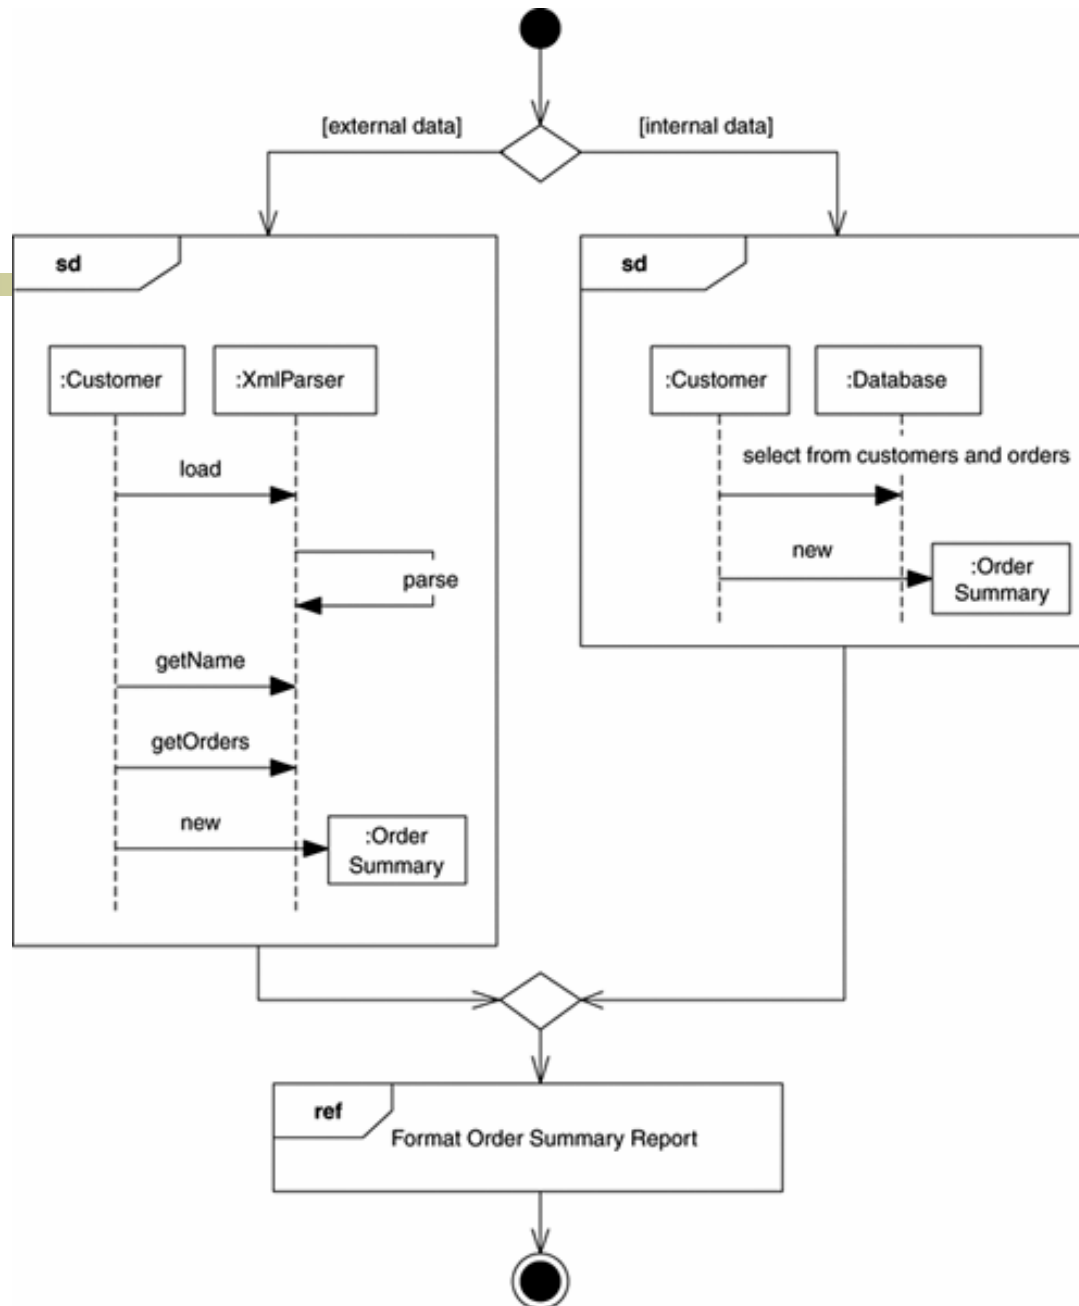 [external data]
[internal data]
sd
:Customer
:XmlParser
load
parse
getName
getOrders
new
:Order
Summary
sd
:Customer
:Database
select from customers and orders
new
:Order
Summary
ref
Format Order Summary Report